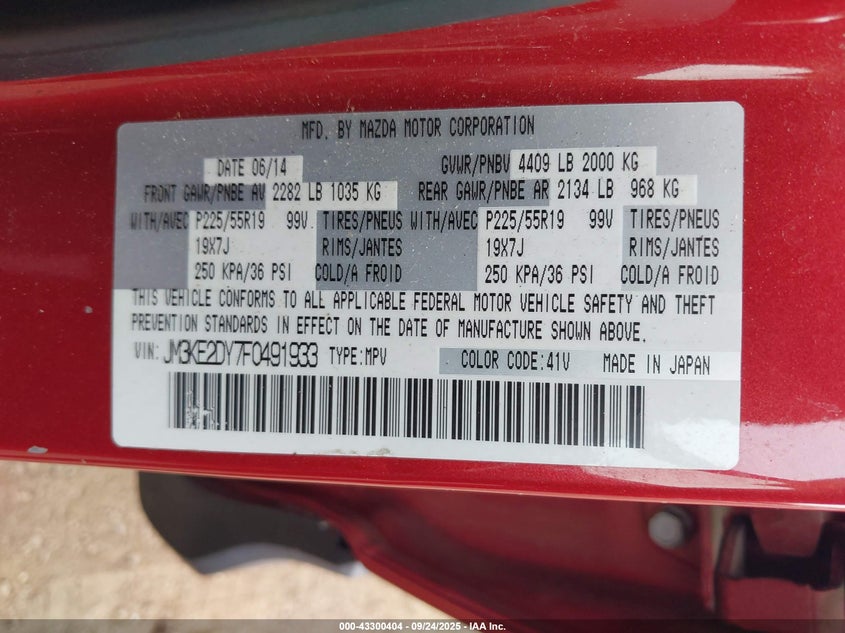 MFD. BY MAZDA MOTOR CORPORATION
DATE 06/14 GVWR/PNBV 4409 LB 2000 KG
FRONT GAWR/PNBE AV 2282 LB 1035 KG REAR GAWR/PNBE AR 2134 LB 968 KG
WITH/AVEC P225/55R19 99V TIRES/PNEUS WITH/AVEC P225/55R19 99V TIRES/PNEUS
19X7J RIMS/JANTES 19X7J RIMS/JANTES
250 KPA/36 PSI COLD/A FROID 250 KPA/36 PSI COLD/A FROID
THIS VEHICLE CONFORMS TO ALL APPLICABLE FEDERAL MOTOR VEHICLE SAFETY AND THEFT
PREVENTION STANDARDS IN EFFECT ON THE DATE OF MANUFACTURE SHOWN ABOVE.
VIN: JM3KE2DY7F0491933 TYPE:MPV COLOR CODE:41V MADE IN JAPAN
000-43300404 - 09/24/2025 - IAA Inc.